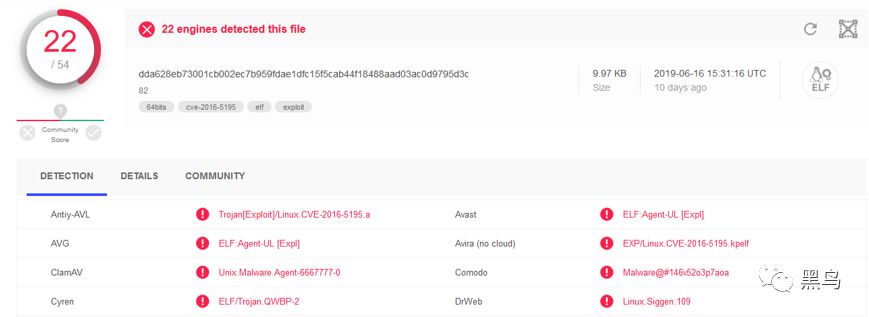 22
/ 54
?
Community
Score
22 engines detected this file
dda628eb73001cb002ec7b959fdae1dfc15f5cab44f18488aad03ac0d9795d3c
82
64bits cve-2016-5195 elf exploit
9.97 KB
Size
2019-06-16 15:31:16 UTC
10 days ago
ELF
DETECTION DETAILS COMMUNITY
Antiy-AVL Trojan[Exploit]/Linux.CVE-2016-5195.a Avast ELF:Agent-UL [Expl]
AVG ELF:Agent-UL [Expl] Avira (no cloud) EXP/Linux.CVE-2016-5195.kpelf
ClamAV Unix.Malware.Agent-6667777-0 Comodo Malware@#146v52o3p7aoa
Cyren ELF/Trojan.QWBP-2 DrWeb Linux.Siggen.109
黑鸟